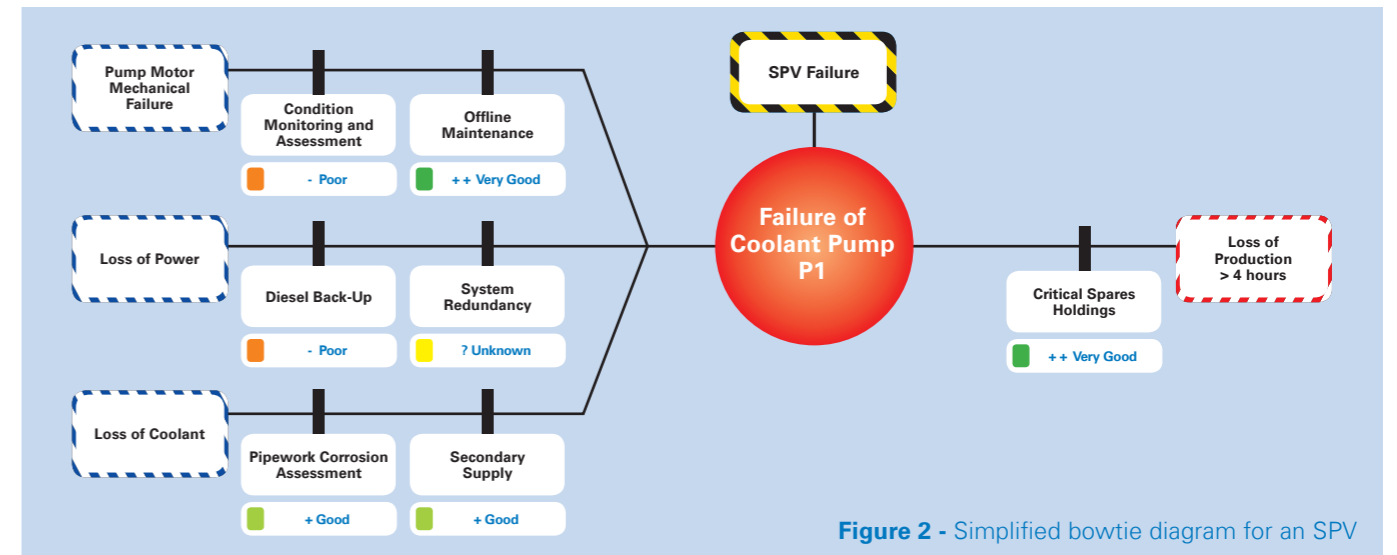 Pump Motor
Mechanical
Failure
Condition
Monitoring and
Assessment
- Poor
Offline
Maintenance
+ + Very Good
Loss of Power
Diesel Back-Up
- Poor
System
Redundancy
? Unknown
Loss of Coolant
Pipework Corrosion
Assessment
+ Good
Secondary
Supply
+ Good
SPV Failure
Failure of
Coolant Pump
P1
Critical Spares
Holdings
+ + Very Good
Loss of
Production
> 4 hours
Figure 2 - Simplified bowtie diagram for an SPV